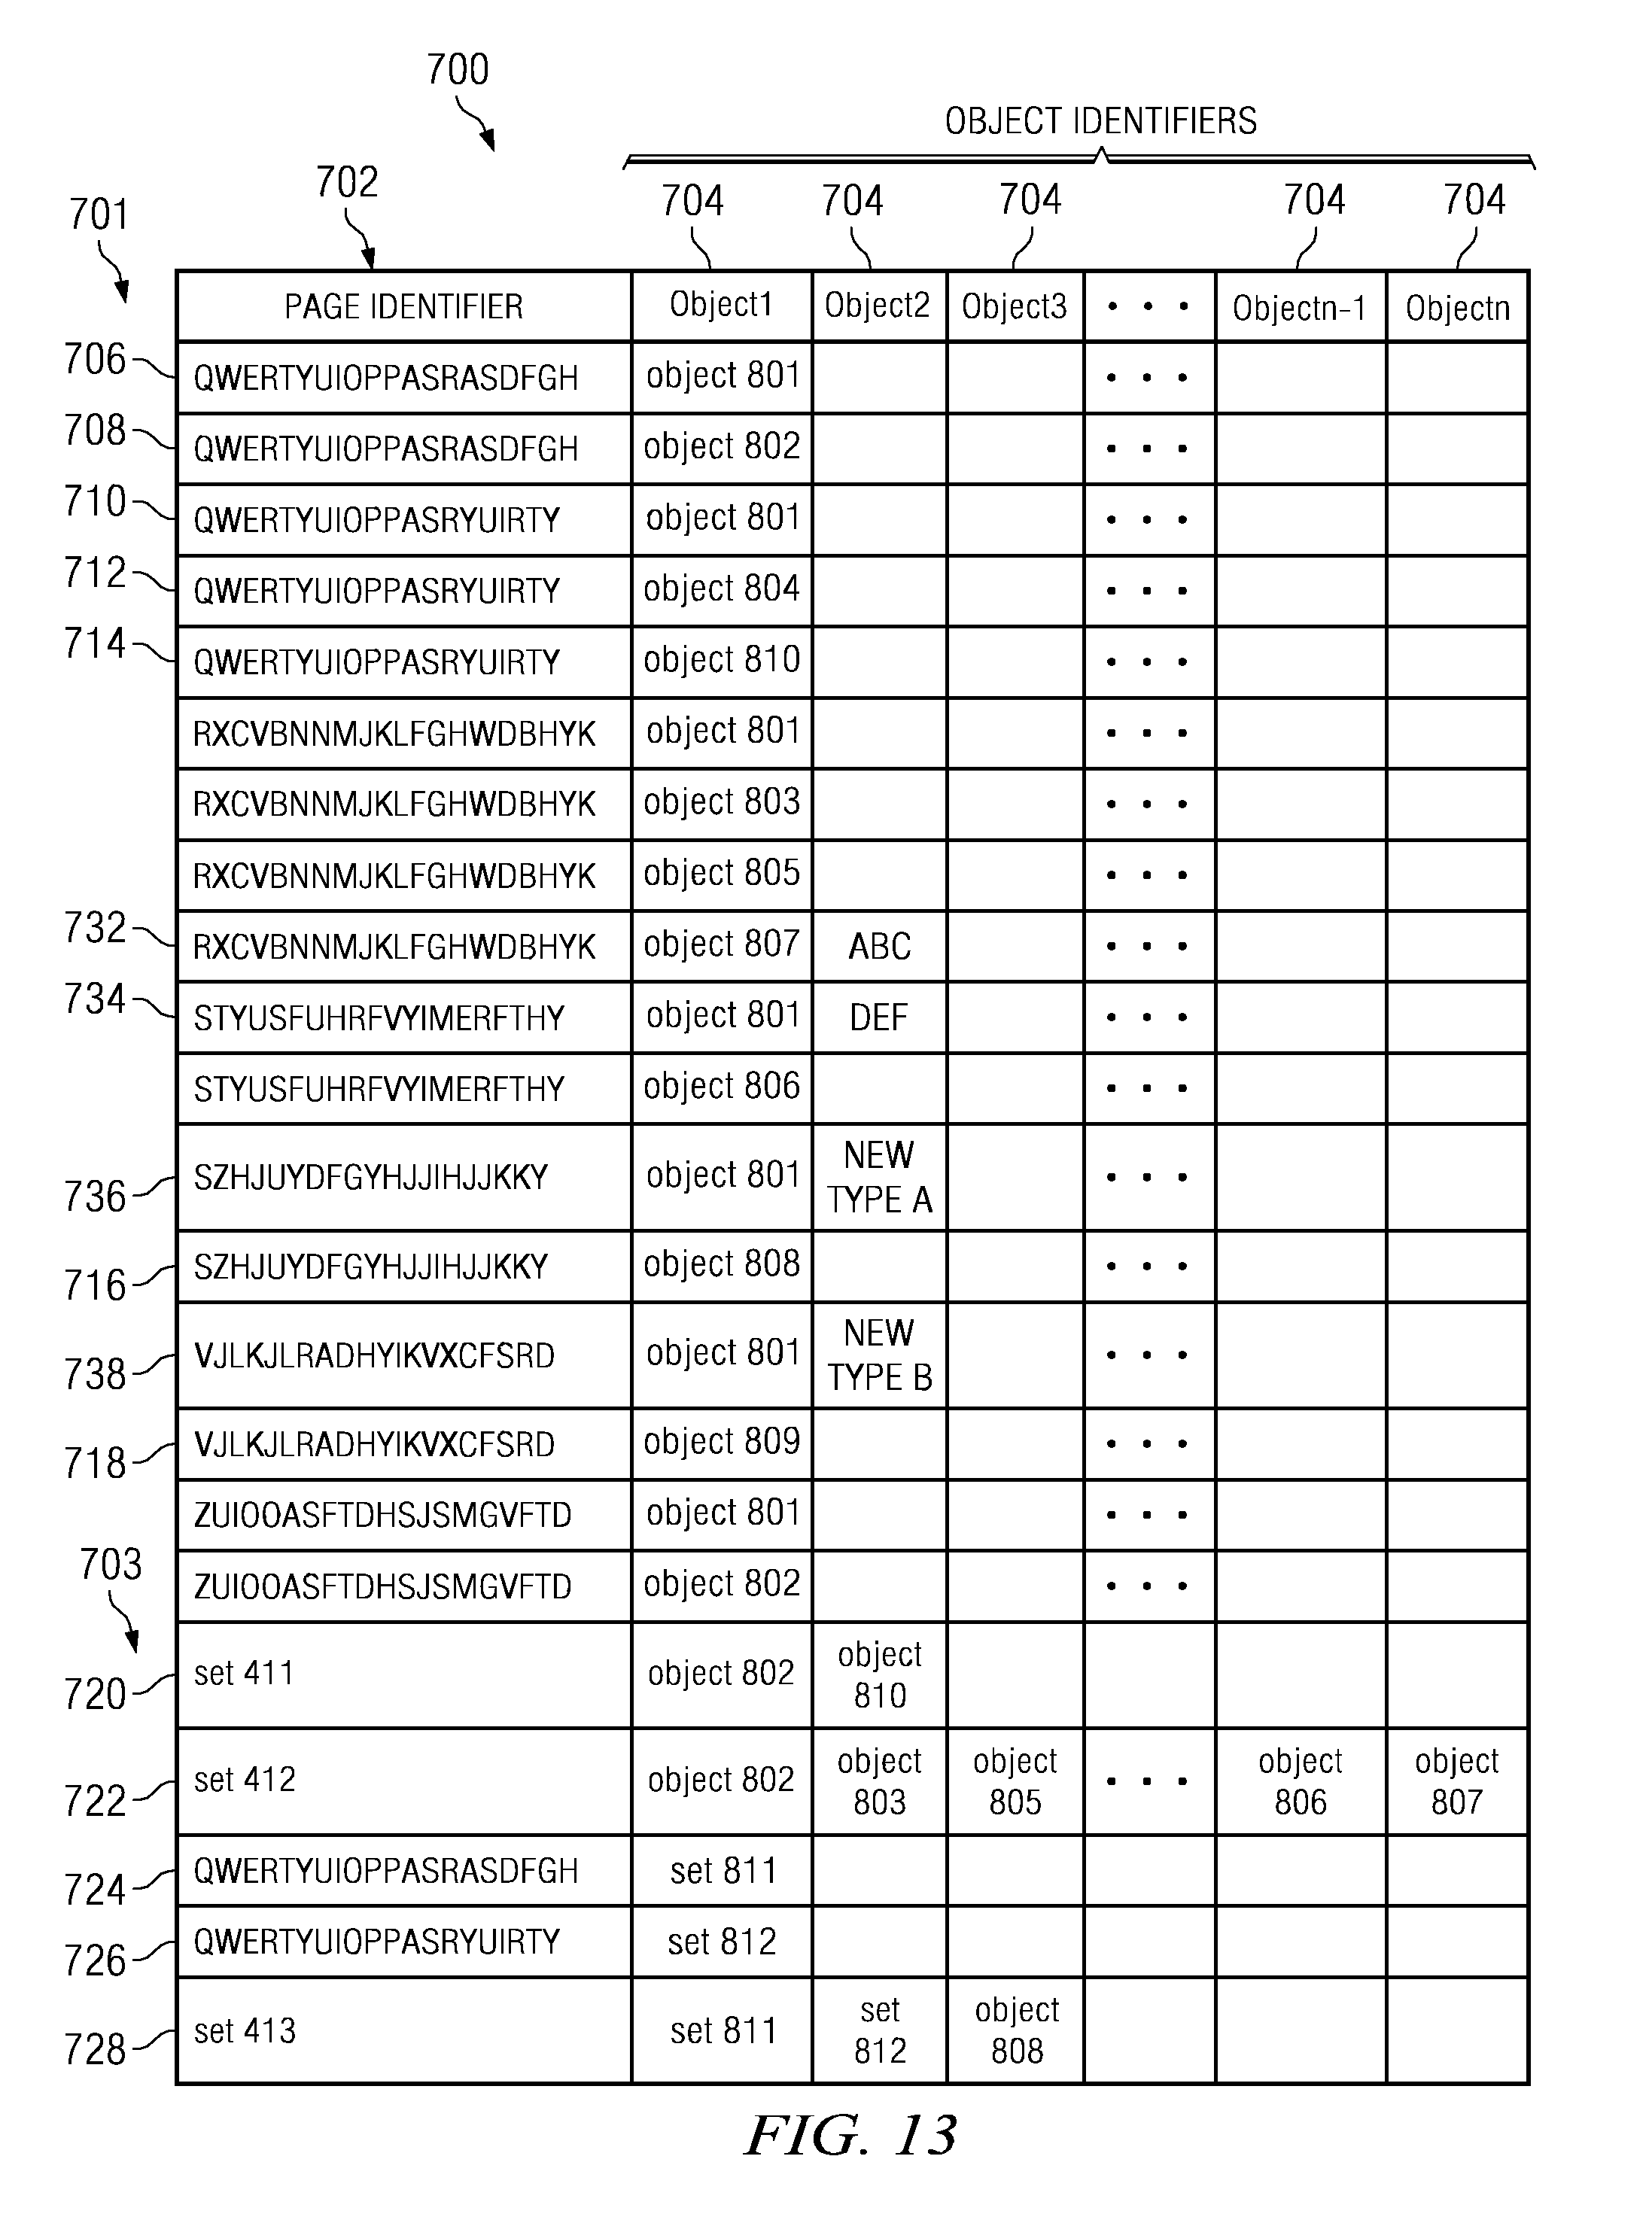 700
OBJECT IDENTIFIERS
701
702
704 704 704 704 704
PAGE IDENTIFIER Object1 Object2 Object3 • • • Objectn-1 Objectn
706 QWERTYUIOPPASRASDFGH object 801 • • •
708 QWERTYUIOPPASRASDFGH object 802 • • •
710 QWERTYUIOPPASRYUIRTY object 801 • • •
712 QWERTYUIOPPASRYUIRTY object 804 • • •
714 QWERTYUIOPPASRYUIRTY object 810 • • •
RXCVBNNMJKLFGHWDBHYK object 801 • • •
RXCVBNNMJKLFGHWDBHYK object 803 • • •
RXCVBNNMJKLFGHWDBHYK object 805 • • •
732 RXCVBNNMJKLFGHWDBHYK object 807 ABC • • •
734 STYUSFUHRFVYIMERFTHY object 801 DEF • • •
STYUSFUHRFVYIMERFTHY object 806 • • •
736 SZHJUYDFGYHJJIHJJKKY object 801 NEW
TYPE A • • •
716 SZHJUYDFGYHJJIHJJKKY object 808 • • •
738 VJLKJLRADHYIKVXCFSRD object 801 NEW
TYPE B • • •
718 VJLKJLRADHYIKVXCFSRD object 809 • • •
ZUIOOASFTDHSJSMGVFTD object 801 • • •
703
ZUIOOASFTDHSJSMGVFTD object 802 • • •
720 set 411 object 802 object
810
722 set 412 object 802 object
803 object
805 • • • object
806 object
807
724 QWERTYUIOPPASRASDFGH set 811
726 QWERTYUIOPPASRYUIRTY set 812
728 set 413 set 811 set
812 object
808
FIG. 13